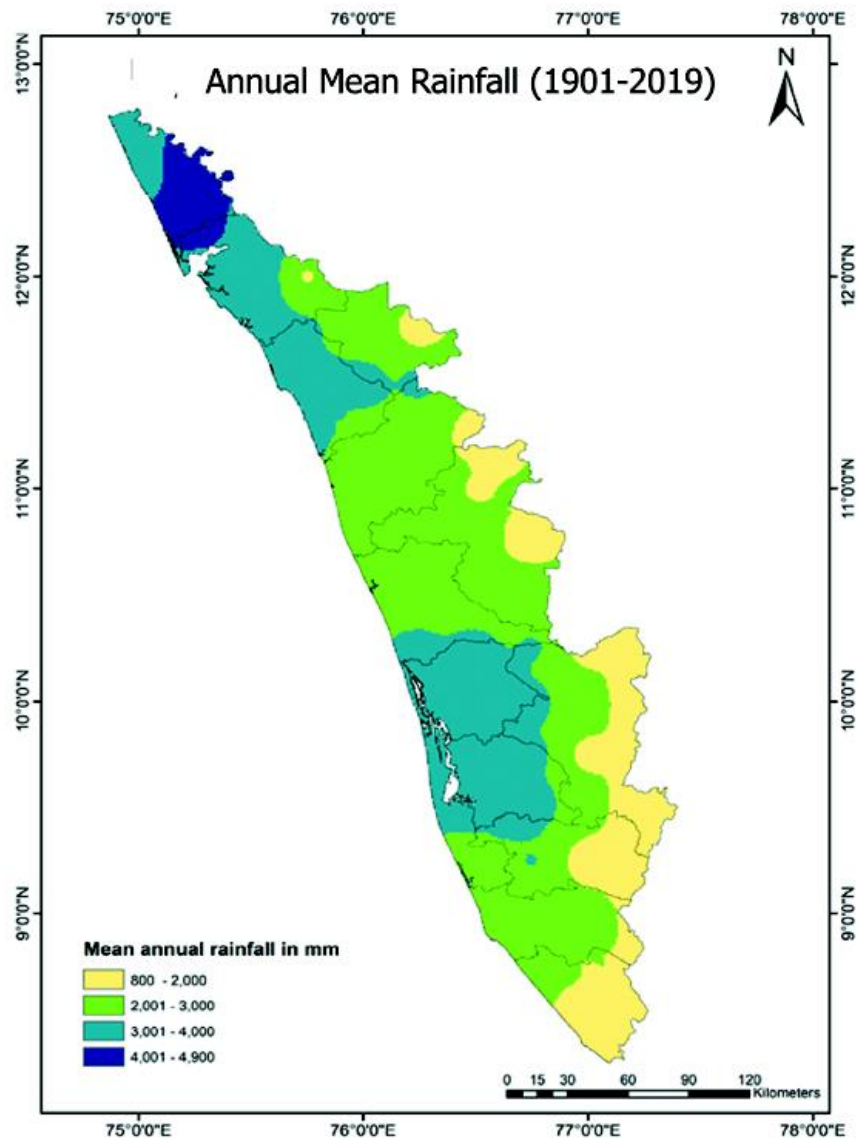 75°0'0"E 76°0'0"E 77°0'0"E 78°0'0"E
Annual Mean Rainfall (1901-2019)
N
13°0'0"N 13°0'0"N
12°0'0"N 12°0'0"N
11°0'0"N 11°0'0"N
10°0'0"N 10°0'0"N
9°0'0"N 9°0'0"N
Mean annual rainfall in mm
800 - 2,000
2,001 - 3,000
3,001 - 4,000
4,001 - 4,900
0 15 30 60 90 120
Kilometers
75°0'0"E 76°0'0"E 77°0'0"E 78°0'0"E